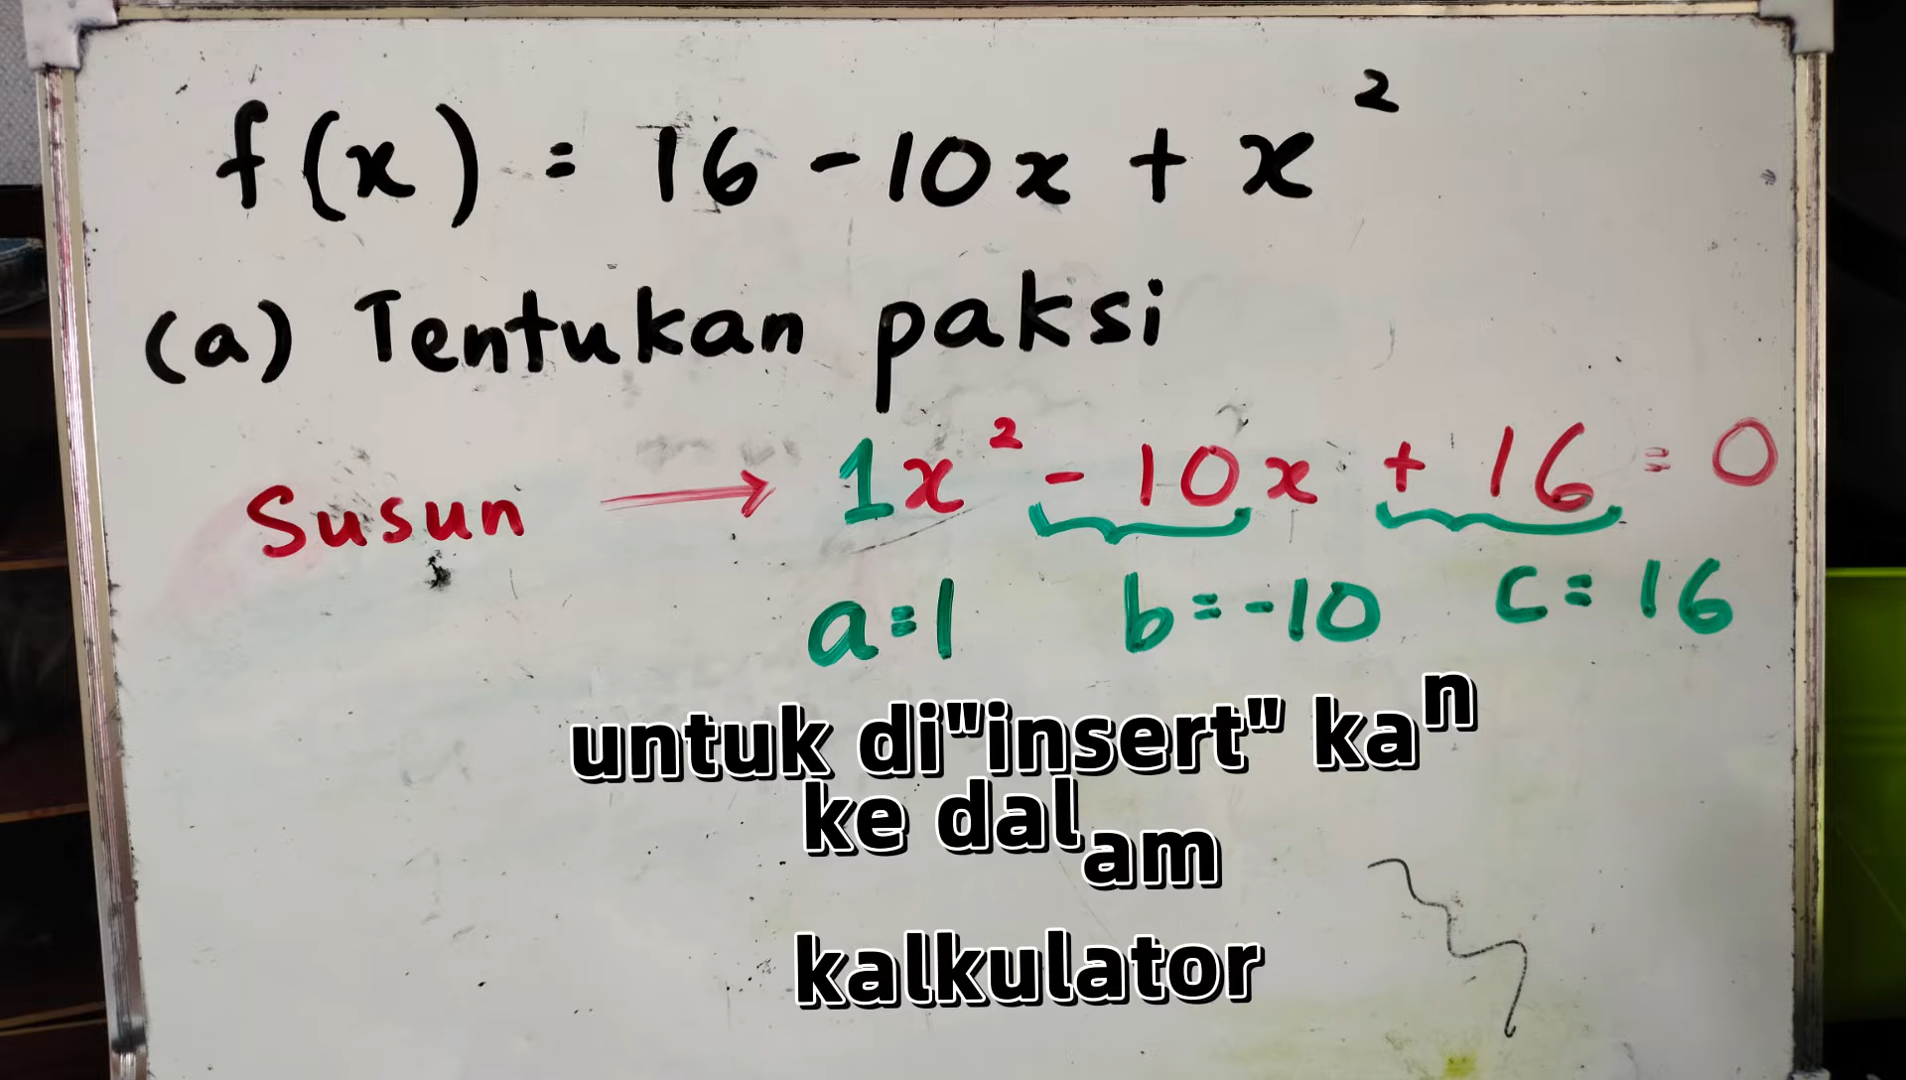 f(x) = 16 - 10x + x²
(a) Tentukan paksi
Susun → 1x² - 10x + 16 = 0
a=1 b=-10 c=16
untuk di"insert" kan
ke dalam
kalkulator